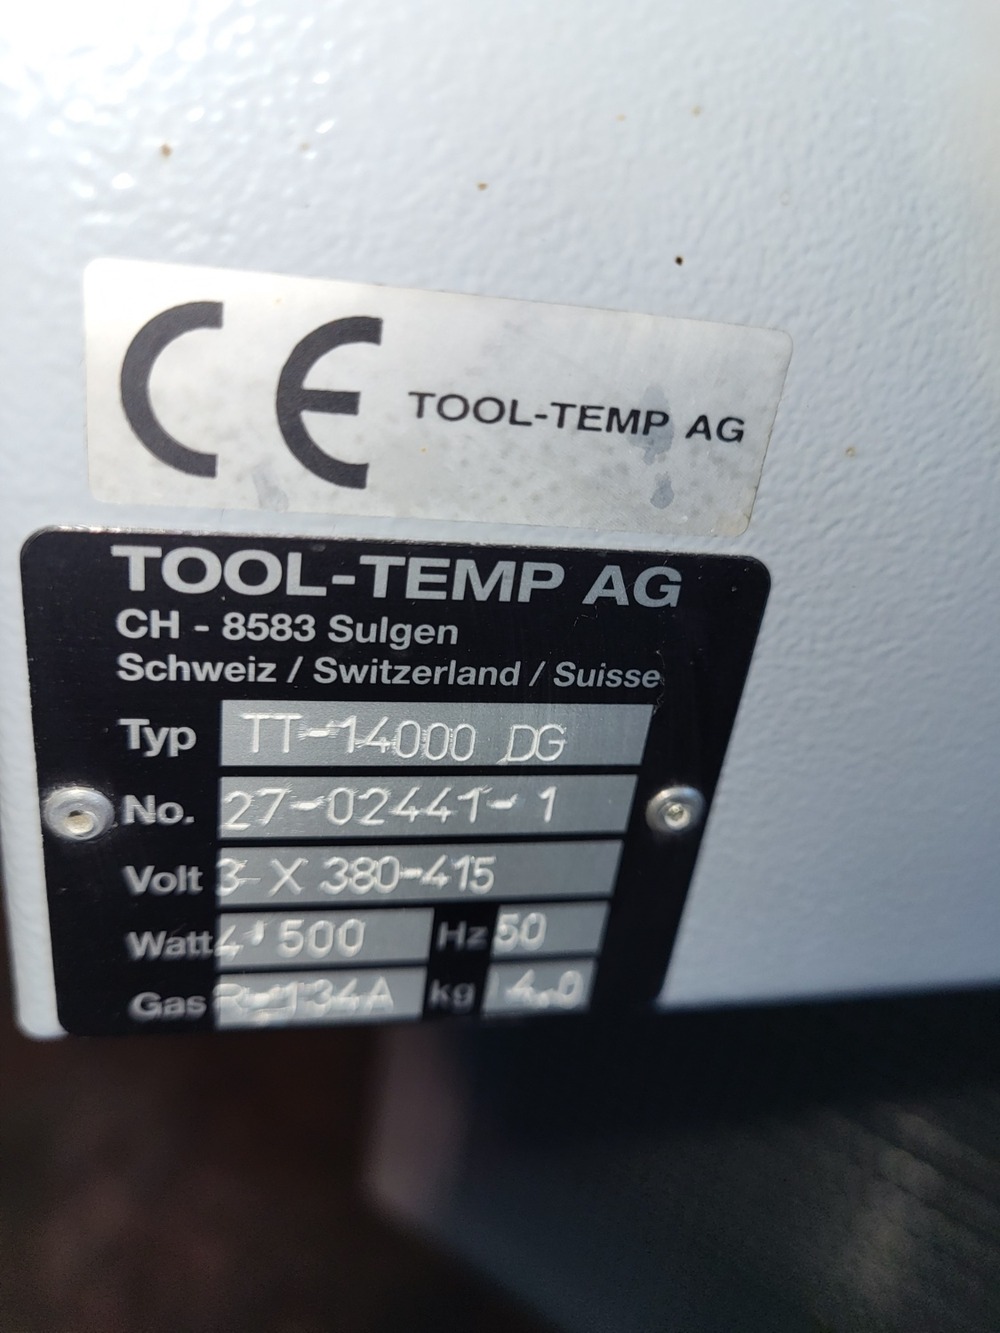 CE TOOL-TEMP AG
TOOL-TEMP AG
CH - 8583 Sulgen
Schweiz / Switzerland / Suisse
Typ TT-14000 DG
No. 27-02441-1
Volt 3 X 380-415
Watt 4'500 Hz 50
Gas R-134A kg 4.0